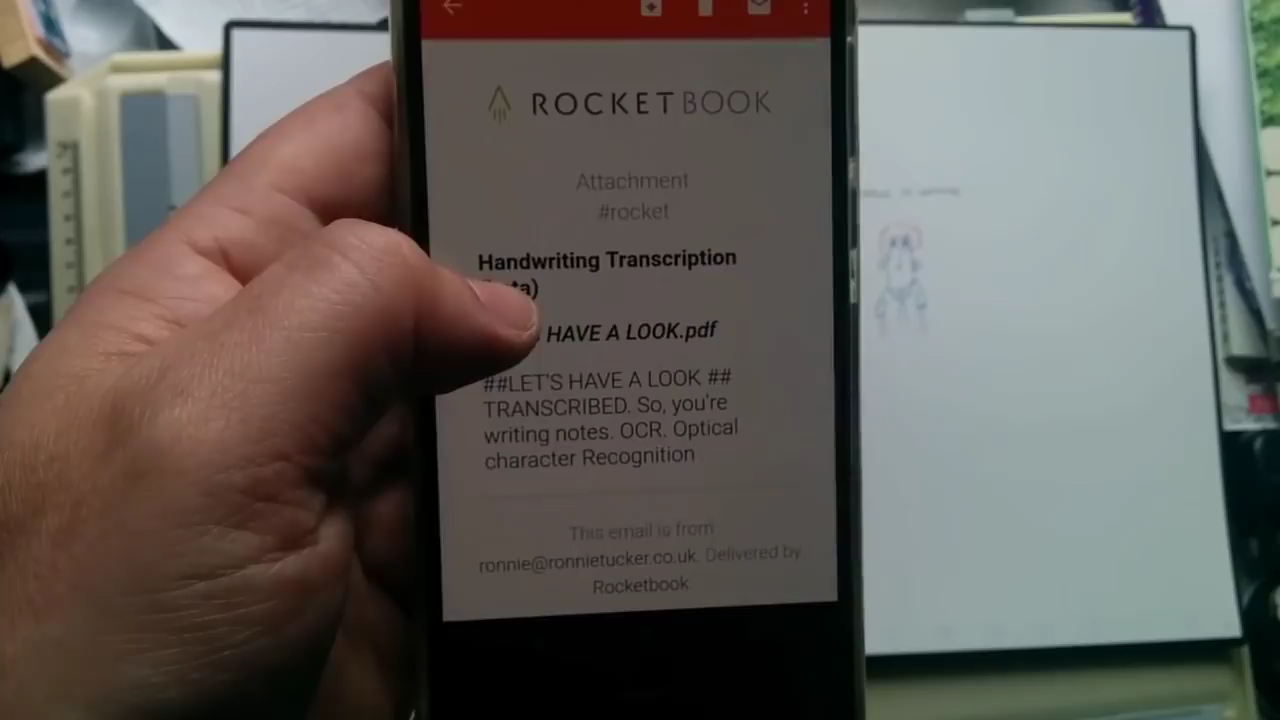 ROCKETBOOK
Attachment
#rocket
Handwriting Transcription
ta)
HAVE A LOOK.pdf
##LET'S HAVE A LOOK ##
TRANSCRIBED. So, you're
writing notes. OCR. Optical
character Recognition
This email is from
ronnie@ronnietucker.co.uk. Delivered by
Rocketbook